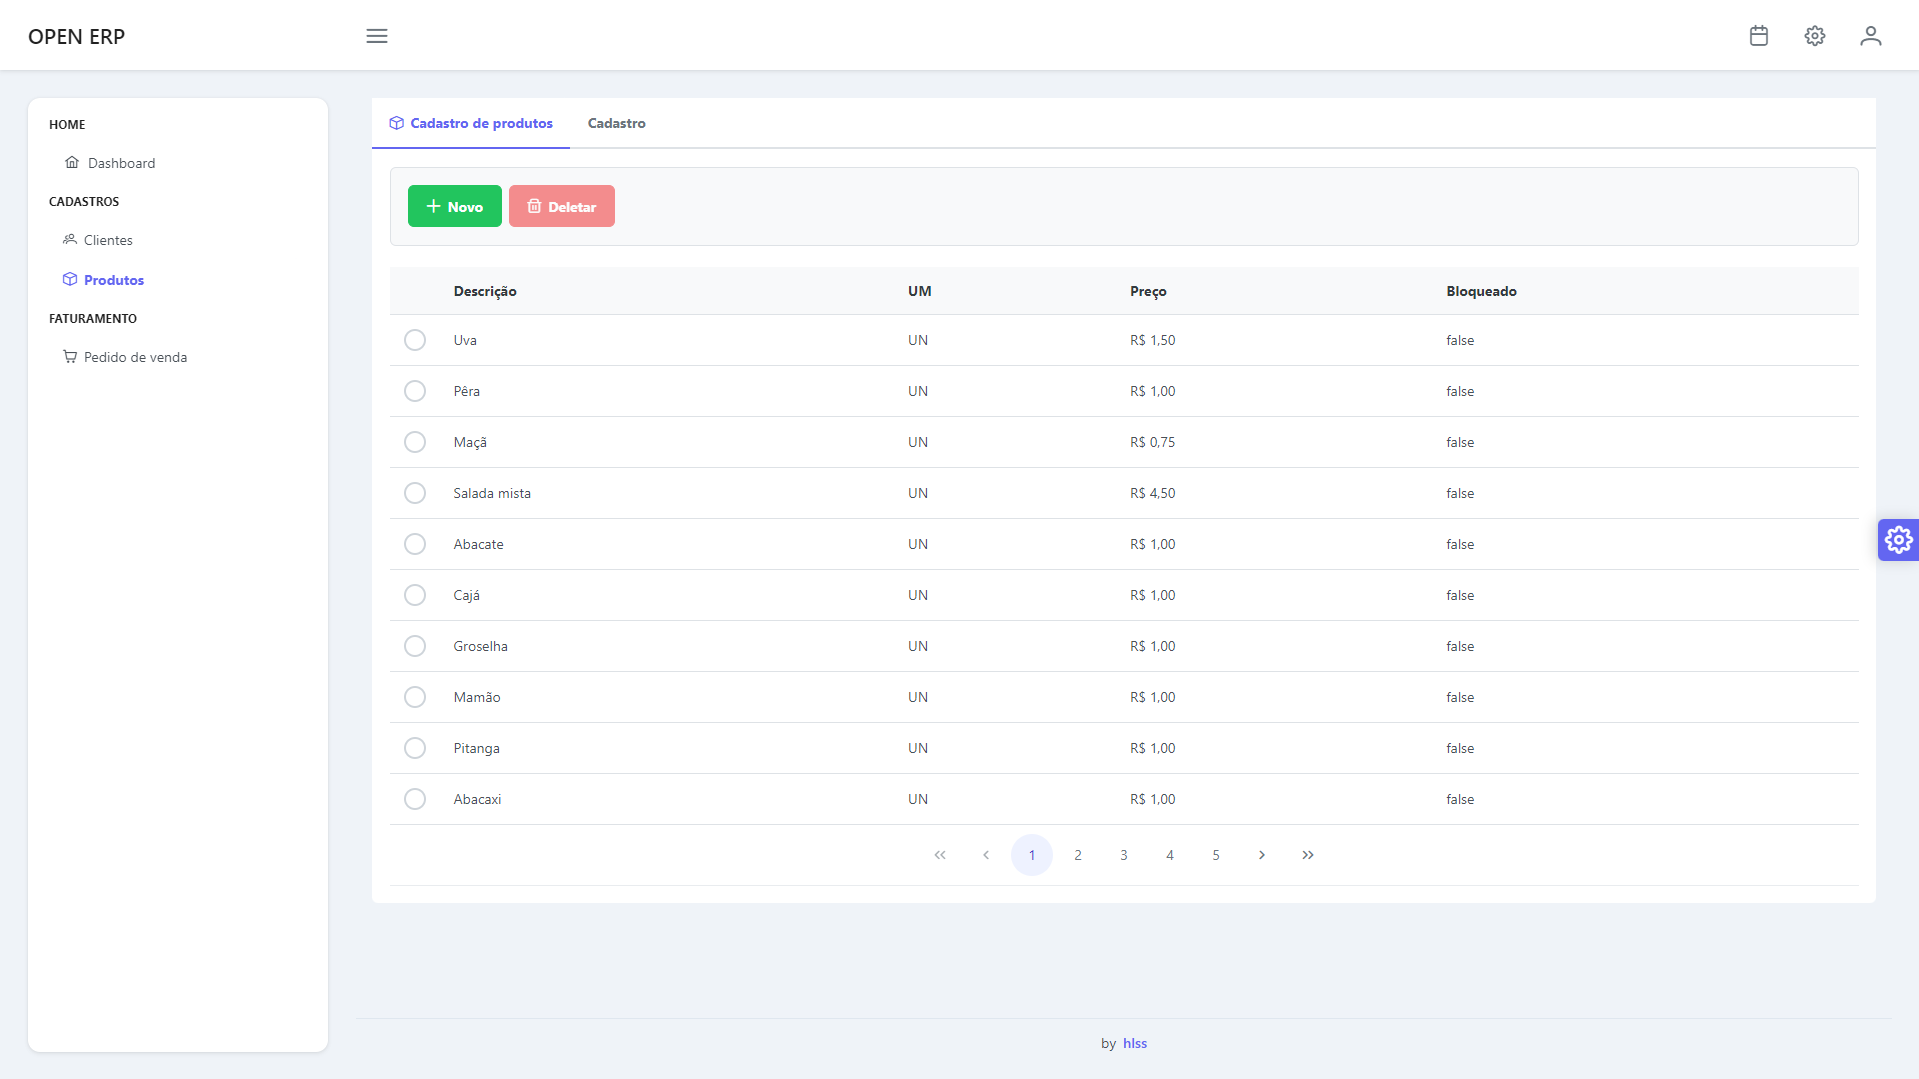 OPEN ERP
HOME
Dashboard
CADASTROS
Clientes
Produtos
FATURAMENTO
Pedido de venda
Cadastro de produtos Cadastro
Novo Deletar
Descrição UM Preço Bloqueado
Uva UN R$ 1,50 false
Pêra UN R$ 1,00 false
Maçã UN R$ 0,75 false
Salada mista UN R$ 4,50 false
Abacate UN R$ 1,00 false
Cajá UN R$ 1,00 false
Groselha UN R$ 1,00 false
Mamão UN R$ 1,00 false
Pitanga UN R$ 1,00 false
Abacaxi UN R$ 1,00 false
1 2 3 4 5
by hlss